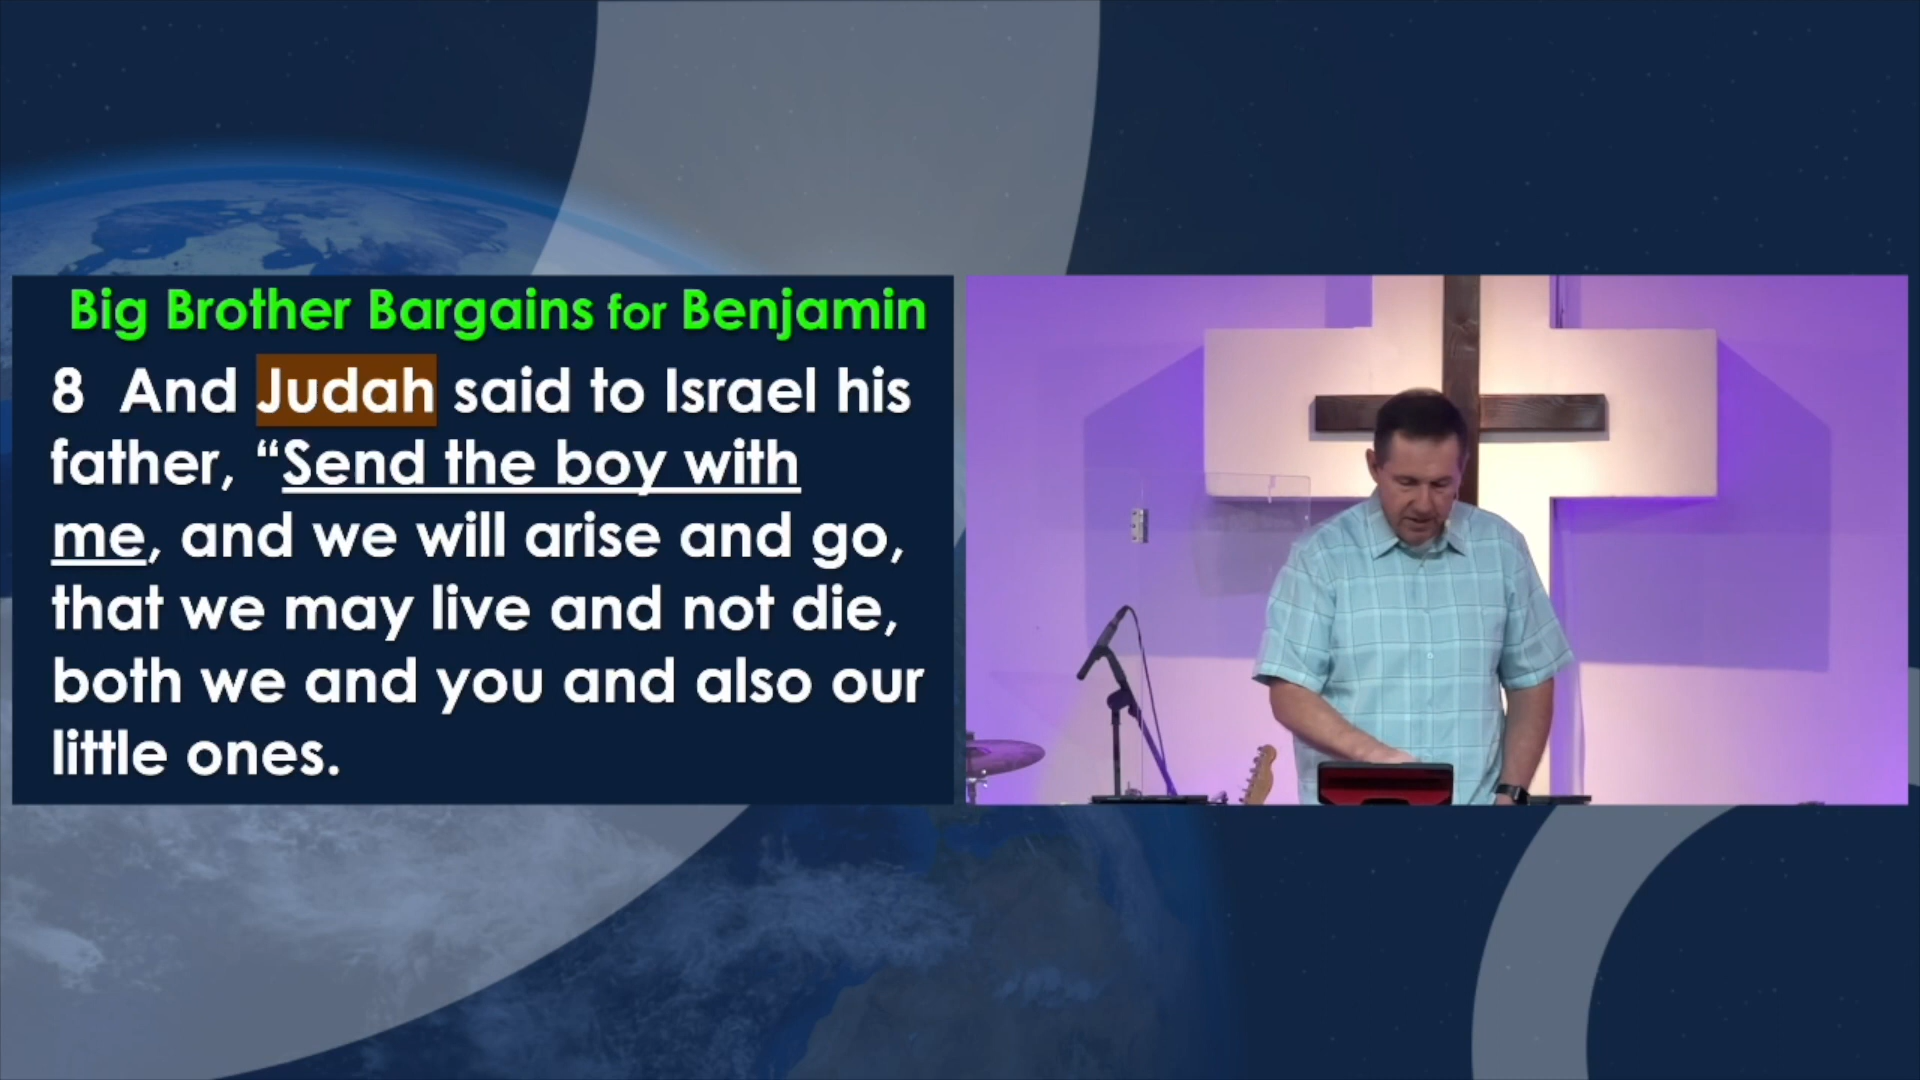 Big Brother Bargains for Benjamin
8 And Judah said to Israel his
father, “Send the boy with
me, and we will arise and go,
that we may live and not die,
both we and you and also our
little ones.